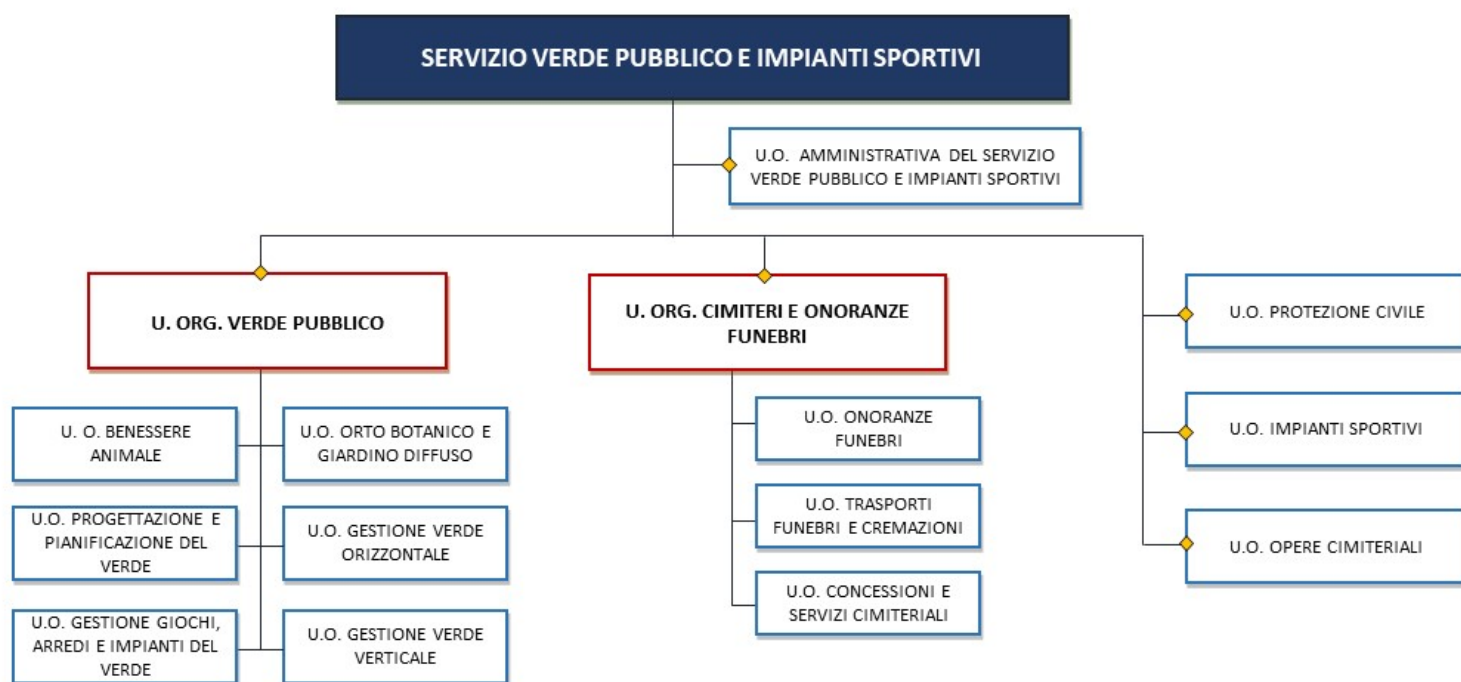 SERVIZIO VERDE PUBBLICO E IMPIANTI SPORTIVI
U.O. AMMINISTRATIVA DEL SERVIZIO
VERDE PUBBLICO E IMPIANTI SPORTIVI
U. ORG. VERDE PUBBLICO
U. O. BENESSERE
ANIMALE
U.O. ORTO BOTANICO E
GIARDINO DIFFUSO
U.O. PROGETTAZIONE E
PIANIFICAZIONE DEL
VERDE
U.O. GESTIONE VERDE
ORIZZONTALE
U.O. GESTIONE GIOCHI,
ARREDI E IMPIANTI DEL
VERDE
U.O. GESTIONE VERDE
VERTICALE
U. ORG. CIMITERI E ONORANZE
FUNEBRI
U.O. ONORANZE
FUNEBRI
U.O. TRASPORTI
FUNEBRI E CREMAZIONI
U.O. CONCESSIONI E
SERVIZI CIMITERIALI
U.O. PROTEZIONE CIVILE
U.O. IMPIANTI SPORTIVI
U.O. OPERE CIMITERIALI